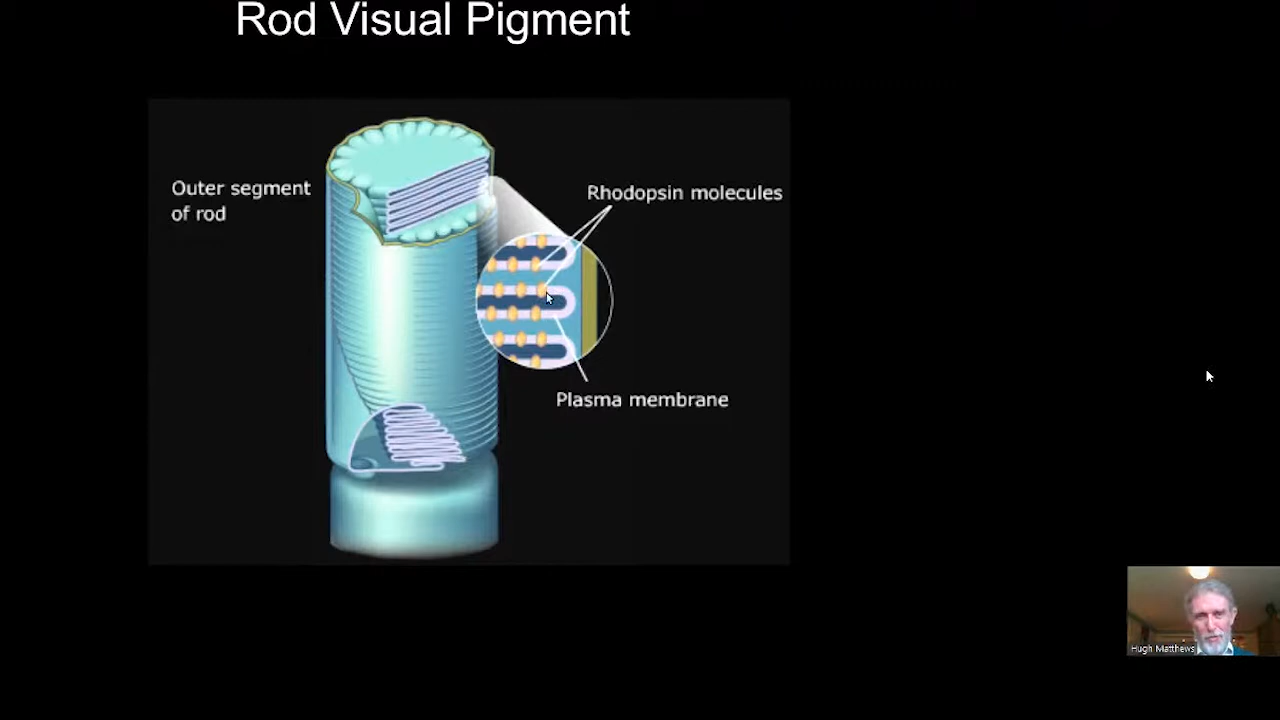 Rod Visual Pigment
Outer segment
of rod
Rhodopsin molecules
Plasma membrane
Hugh Matthews